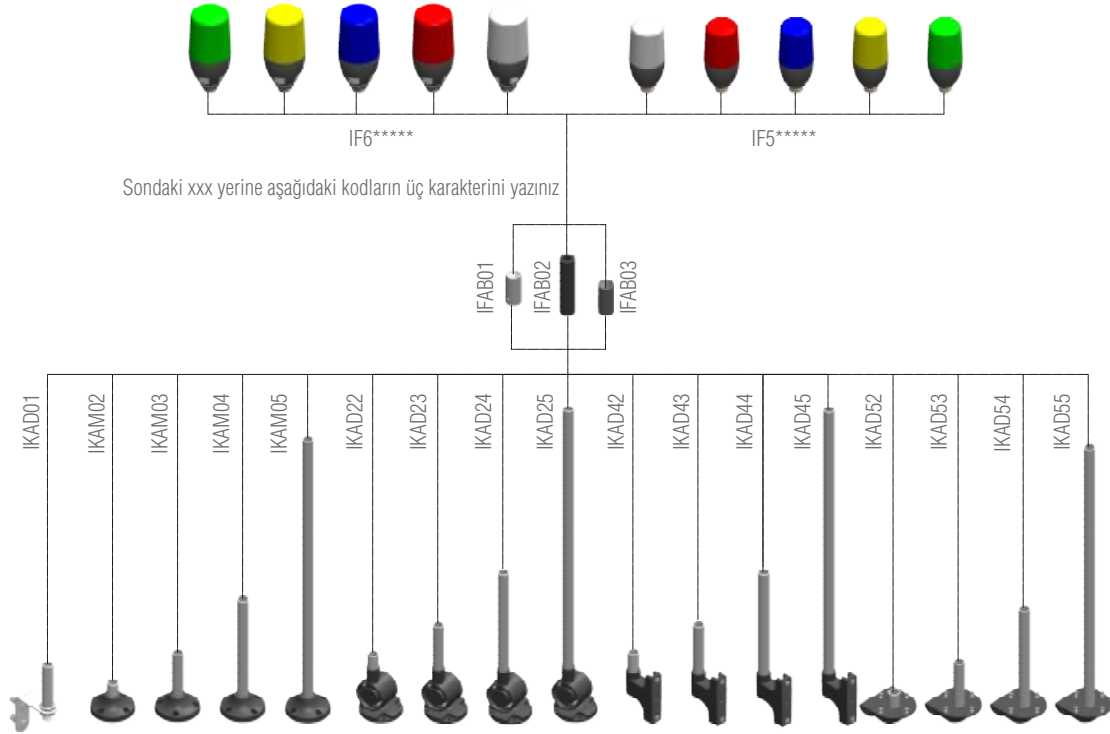 IF6*****
IF5*****
Sondaki xxx yerine aşağıdaki kodların üç karakterini yazınız
IFAB01
IFAB02
IFAB03
IKAD01
IKAM02
IKAM03
IKAM04
IKAM05
IKAD22
IKAD23
IKAD24
IKAD25
IKAD42
IKAD43
IKAD44
IKAD45
IKAD52
IKAD53
IKAD54
IKAD55